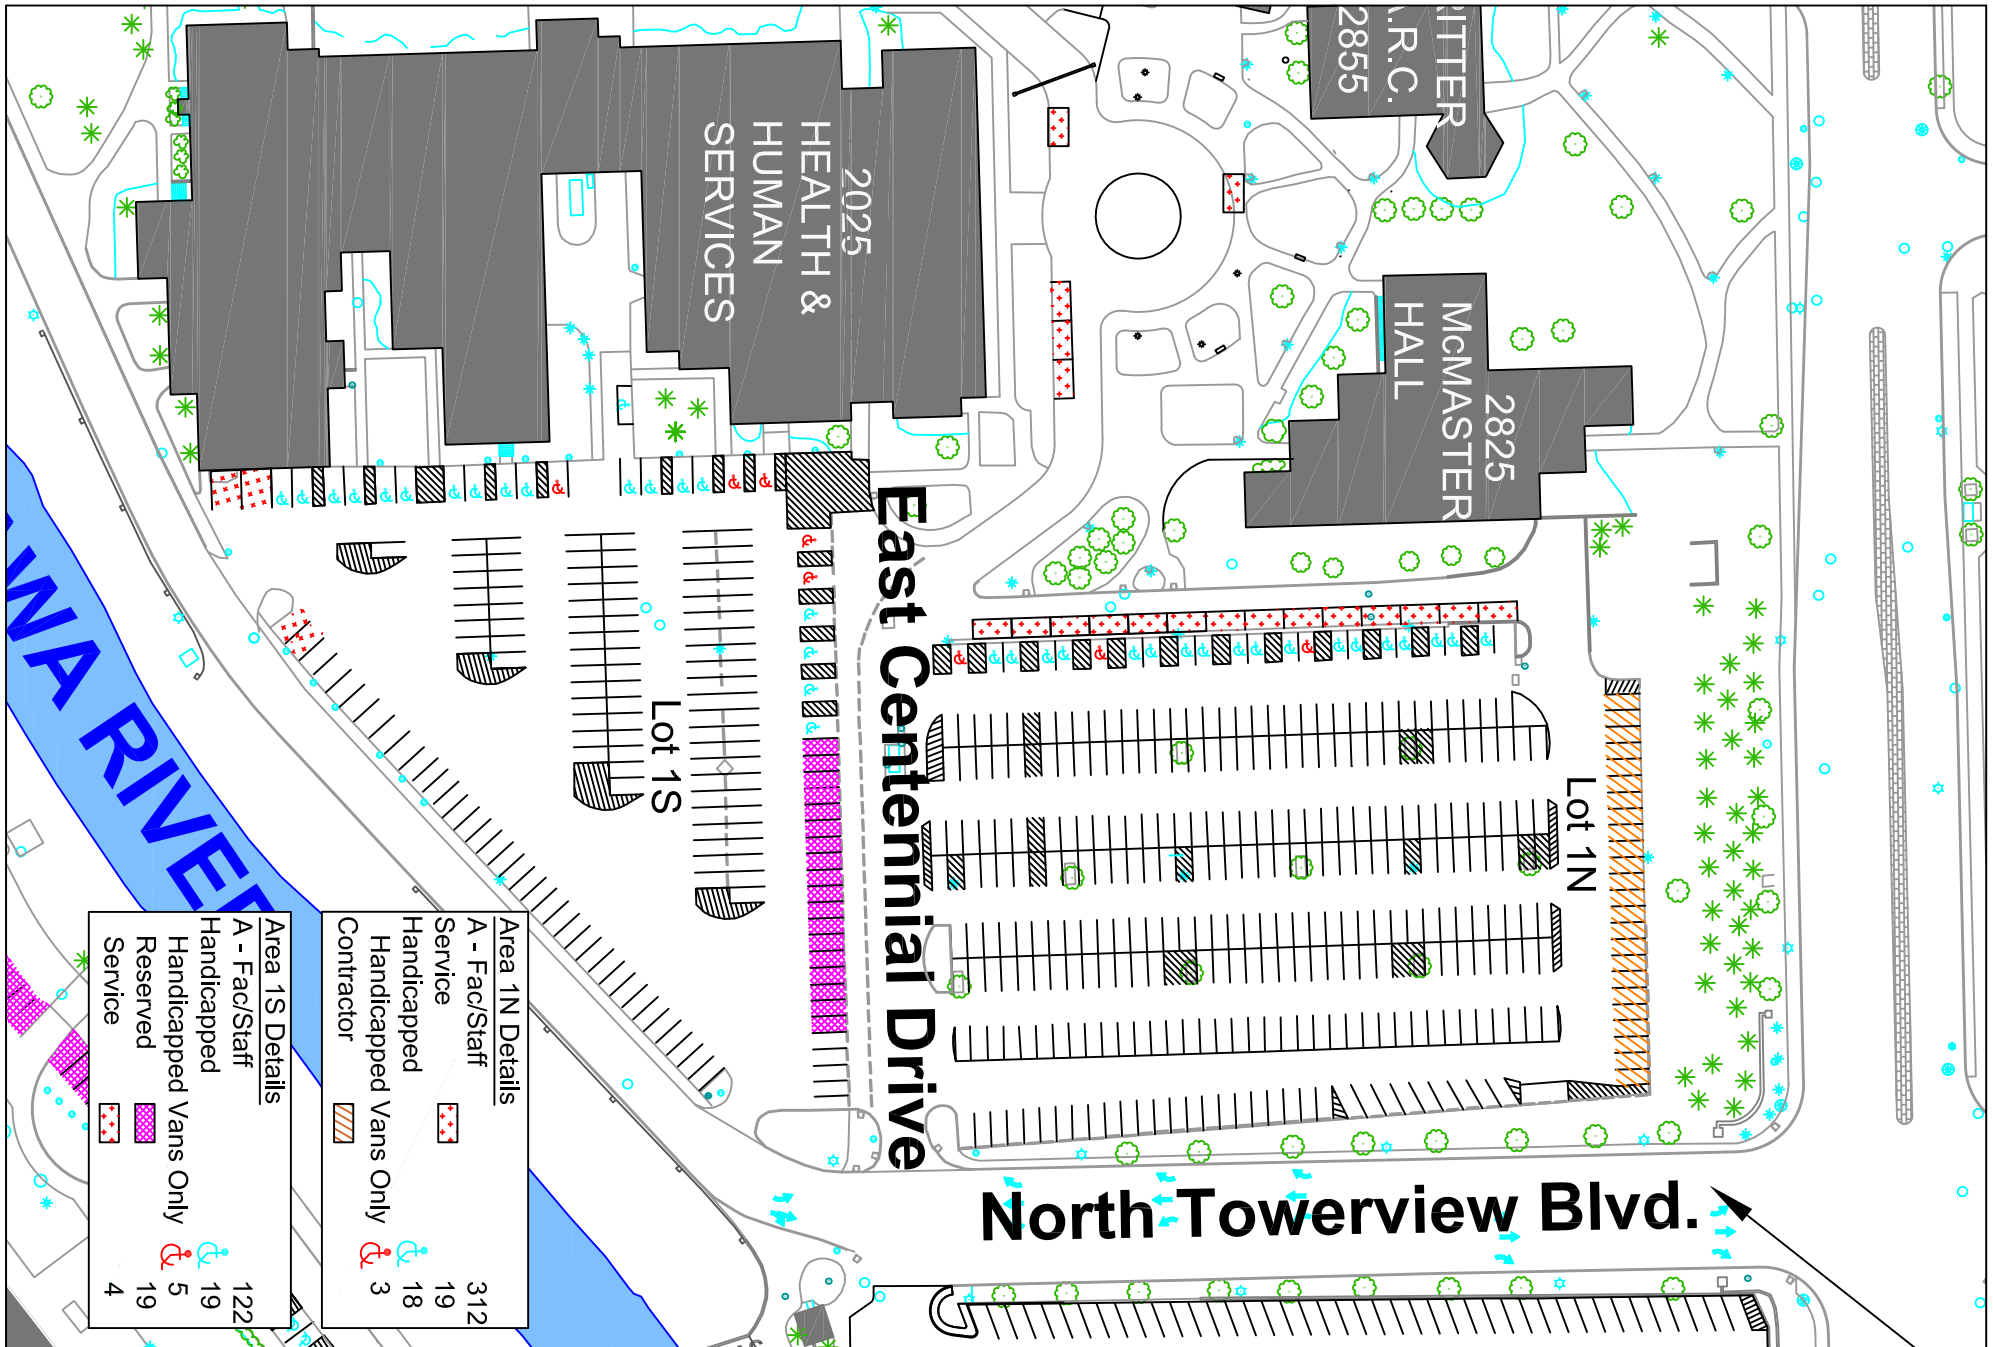 RITTER
A.R.C.
2855
2025
HEALTH &
HUMAN
SERVICES
2825
McMASTER
HALL
East Centennial Drive
Lot 1S
Lot 1N
WA RIVER
North Towerview Blvd.
Area 1N Details
A - Fac/Staff 312
Service 19
Handicapped 18
Handicapped Vans Only 3
Contractor
Area 1S Details
A - Fac/Staff 122
Handicapped 19
Handicapped Vans Only 5
Reserved 19
Service 4